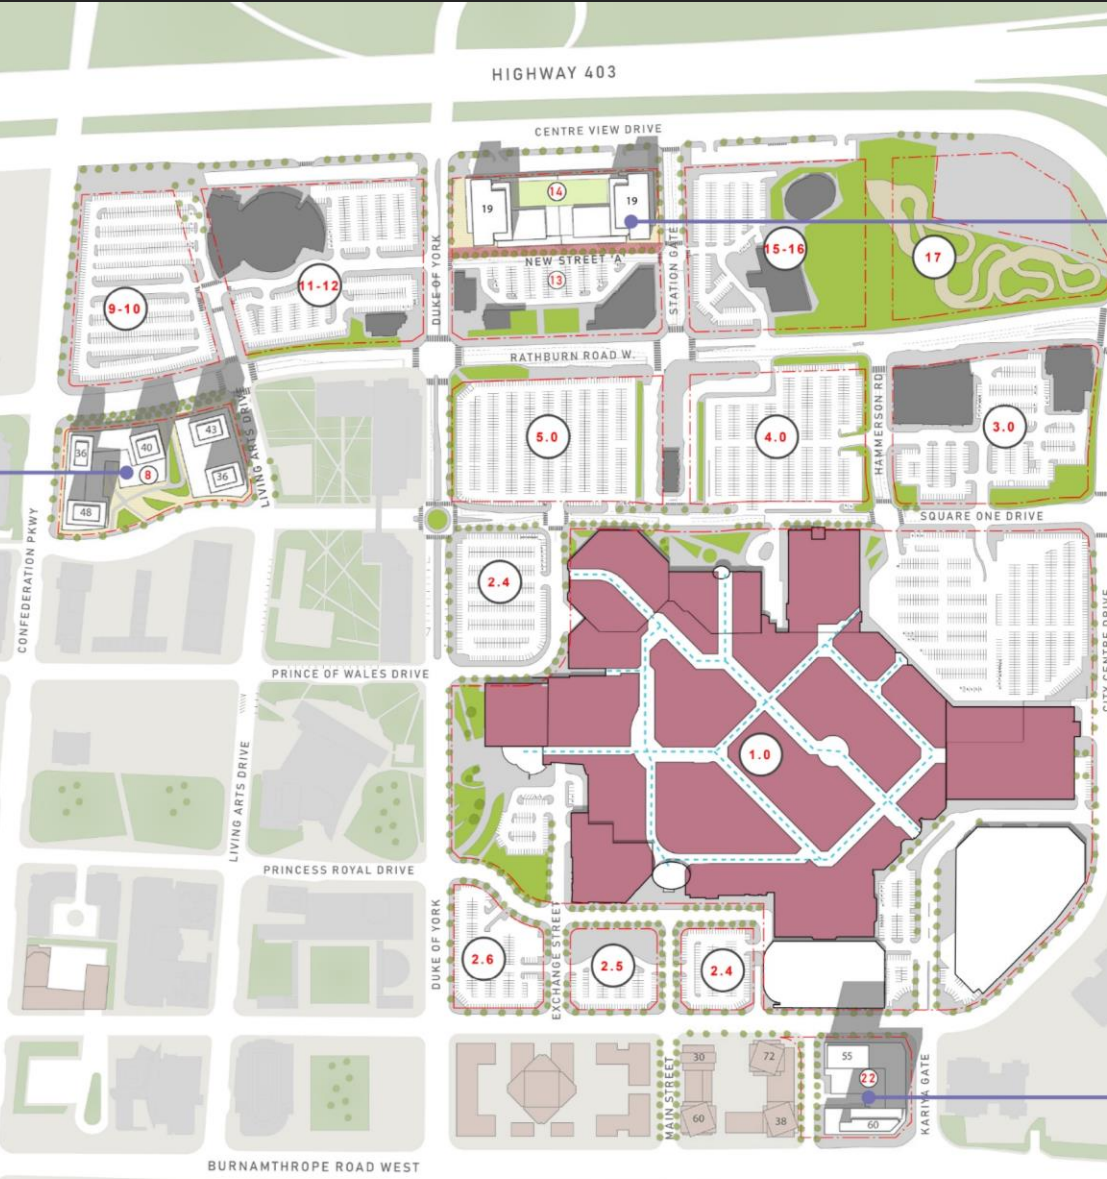 HIGHWAY 403
CENTRE VIEW DRIVE
14
19
19
15-16
17
NEW STREET 'A'
13
DUKE OF YORK
STATION GATE
11-12
9-10
RATHBURN ROAD W.
HAMMERSON RD
43
40
36
8
36
48
LIVING ARTS DRIVE
5.0
4.0
3.0
SQUARE ONE DRIVE
CONFEDERATION PKWY
2.4
CITY CENTRE DRIVE
PRINCE OF WALES DRIVE
1.0
LIVING ARTS DRIVE
PRINCESS ROYAL DRIVE
DUKE OF YORK
EXCHANGE STREET
2.6
2.5
2.4
MAIN STREET
30
72
55
22
60
38
60
KARIYA GATE
BURNAMTHROPE ROAD WEST